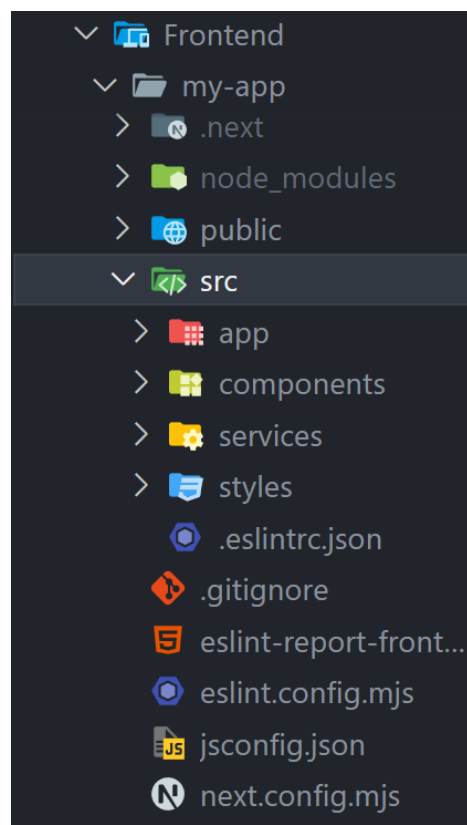 Frontend
my-app
.next
node_modules
public
src
app
components
services
styles
.eslintrc.json
.gitignore
eslint-report-front...
eslint.config.mjs
JS jsconfig.json
N next.config.mjs